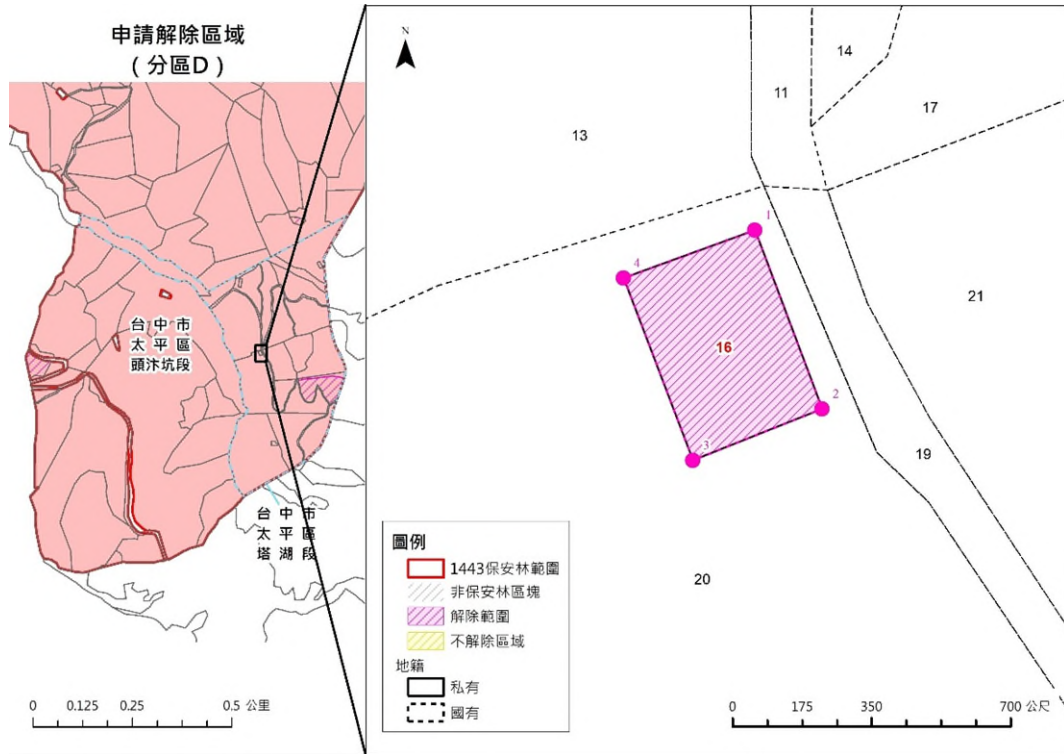 申請解除區域
(分區D)
台中市
太平區
頭汴坑段
台中市
太平區
塔湖段
0 0.125 0.25 0.5 公里
N
14
11
17
13
1
4
21
16
2
3
19
20
圖例
1443保安林範圍
非保安林區塊
解除範圍
不解除區域
地籍
私有
國有
0 175 350 700 公尺